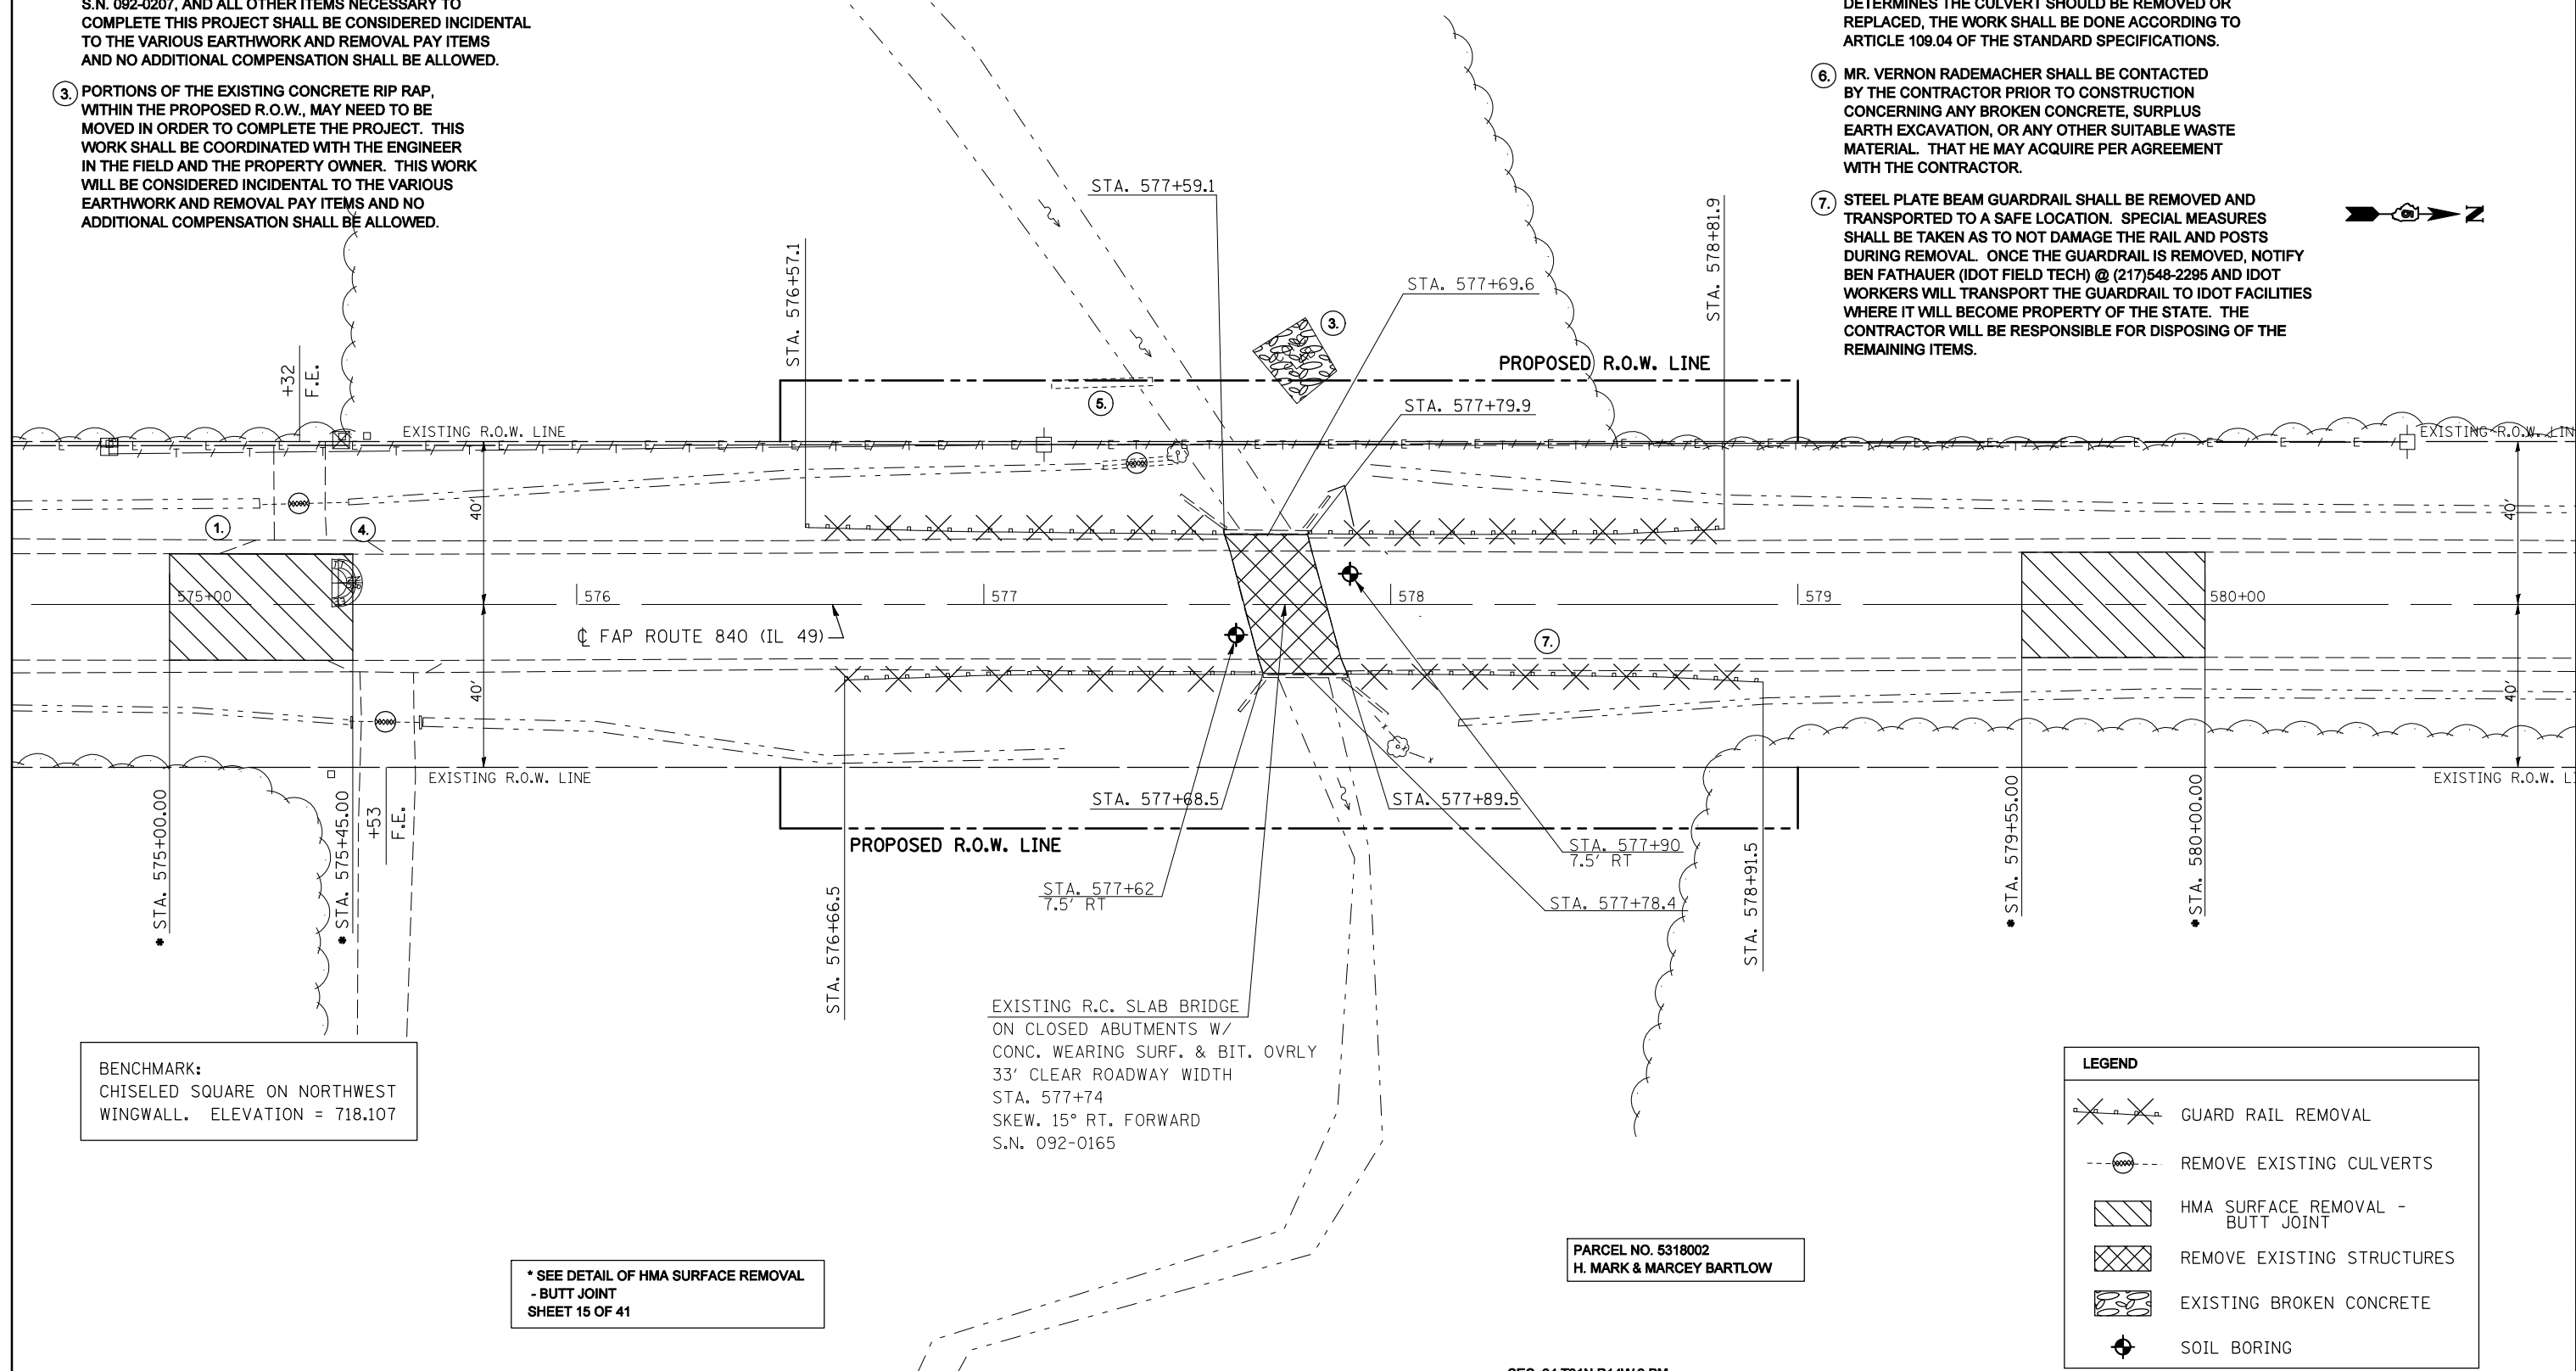 S.N. 092-0207, AND ALL OTHER ITEMS NECESSARY TO
COMPLETE THIS PROJECT SHALL BE CONSIDERED INCIDENTAL
TO THE VARIOUS EARTHWORK AND REMOVAL PAY ITEMS
AND NO ADDITIONAL COMPENSATION SHALL BE ALLOWED.
3. PORTIONS OF THE EXISTING CONCRETE RIP RAP,
WITHIN THE PROPOSED R.O.W., MAY NEED TO BE
MOVED IN ORDER TO COMPLETE THE PROJECT. THIS
WORK SHALL BE COORDINATED WITH THE ENGINEER
IN THE FIELD AND THE PROPERTY OWNER. THIS WORK
WILL BE CONSIDERED INCIDENTAL TO THE VARIOUS
EARTHWORK AND REMOVAL PAY ITEMS AND NO
ADDITIONAL COMPENSATION SHALL BE ALLOWED.
DETERMINES THE CULVERT SHOULD BE REMOVED OR
REPLACED, THE WORK SHALL BE DONE ACCORDING TO
ARTICLE 109.04 OF THE STANDARD SPECIFICATIONS.
6. MR. VERNON RADEMACHER SHALL BE CONTACTED
BY THE CONTRACTOR PRIOR TO CONSTRUCTION
CONCERNING ANY BROKEN CONCRETE, SURPLUS
EARTH EXCAVATION, OR ANY OTHER SUITABLE WASTE
MATERIAL. THAT HE MAY ACQUIRE PER AGREEMENT
WITH THE CONTRACTOR.
7. STEEL PLATE BEAM GUARDRAIL SHALL BE REMOVED AND
TRANSPORTED TO A SAFE LOCATION. SPECIAL MEASURES
SHALL BE TAKEN AS TO NOT DAMAGE THE RAIL AND POSTS
DURING REMOVAL. ONCE THE GUARDRAIL IS REMOVED, NOTIFY
BEN FATHAUER (IDOT FIELD TECH) @ (217)548-2295 AND IDOT
WORKERS WILL TRANSPORT THE GUARDRAIL TO IDOT FACILITIES
WHERE IT WILL BECOME PROPERTY OF THE STATE. THE
CONTRACTOR WILL BE RESPONSIBLE FOR DISPOSING OF THE
REMAINING ITEMS.
N
STA. 577+59.1
STA. 576+57.1
STA. 577+69.6
STA. 578+81.9
3.
PROPOSED R.O.W. LINE
+32
F.E.
5.
STA. 577+79.9
EXISTING R.O.W. LINE
EXISTING R.O.W. LIN
1.
4.
40'
40'
575+00
576
577
578
579
580+00
℄ FAP ROUTE 840 (IL 49)
7.
40'
40'
EXISTING R.O.W. LINE
EXISTING R.O.W. LI
* STA. 575+00.00
* STA. 575+45.00
+53
F.E.
STA. 577+68.5
STA. 577+89.5
* STA. 579+55.00
* STA. 580+00.00
PROPOSED R.O.W. LINE
STA. 577+90
7.5' RT
STA. 577+62
7.5' RT
STA. 577+78.4
STA. 576+66.5
STA. 578+91.5
EXISTING R.C. SLAB BRIDGE
ON CLOSED ABUTMENTS W/
CONC. WEARING SURF. & BIT. OVRLY
33' CLEAR ROADWAY WIDTH
STA. 577+74
SKEW. 15° RT. FORWARD
S.N. 092-0165
BENCHMARK:
CHISELED SQUARE ON NORTHWEST
WINGWALL. ELEVATION = 718.107
LEGEND
GUARD RAIL REMOVAL
REMOVE EXISTING CULVERTS
HMA SURFACE REMOVAL -
BUTT JOINT
REMOVE EXISTING STRUCTURES
EXISTING BROKEN CONCRETE
SOIL BORING
* SEE DETAIL OF HMA SURFACE REMOVAL
- BUTT JOINT
SHEET 15 OF 41
PARCEL NO. 5318002
H. MARK & MARCEY BARTLOW